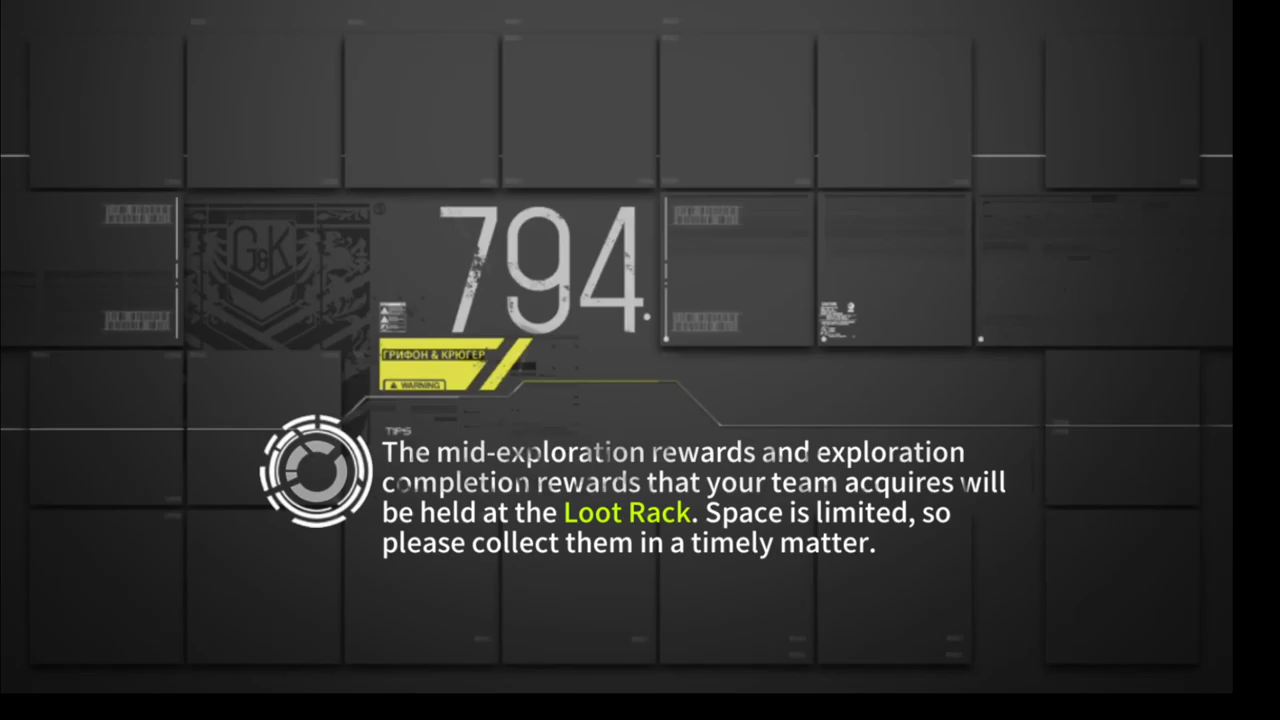 G&K
794.
ГРИФОН & КРЮГЕР
WARNING
TIPS
The mid-exploration rewards and exploration
completion rewards that your team acquires will
be held at the Loot Rack. Space is limited, so
please collect them in a timely matter.